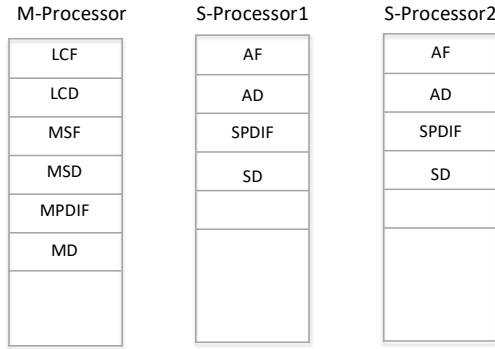 M-Processor
S-Processor1
S-Processor2
LCF
LCD
MSF
MSD
MPDIF
MD
AF
AD
SPDIF
SD
AF
AD
SPDIF
SD